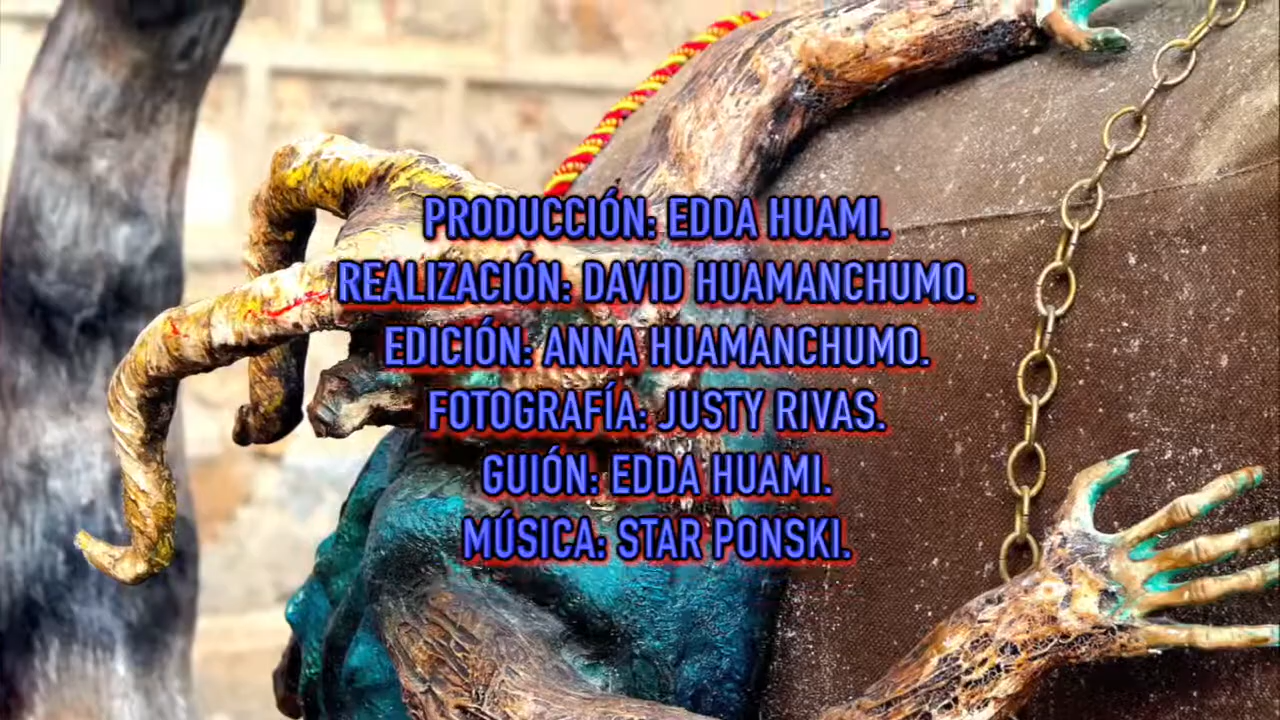 PRODUCCIÓN: EDDA HUAMI.
REALIZACIÓN: DAVID HUAMANCHUMO.
EDICIÓN: ANNA HUAMANCHUMO.
FOTOGRAFÍA: JUSTY RIVAS.
GUIÓN: EDDA HUAMI.
MÚSICA: STAR PONSKI.